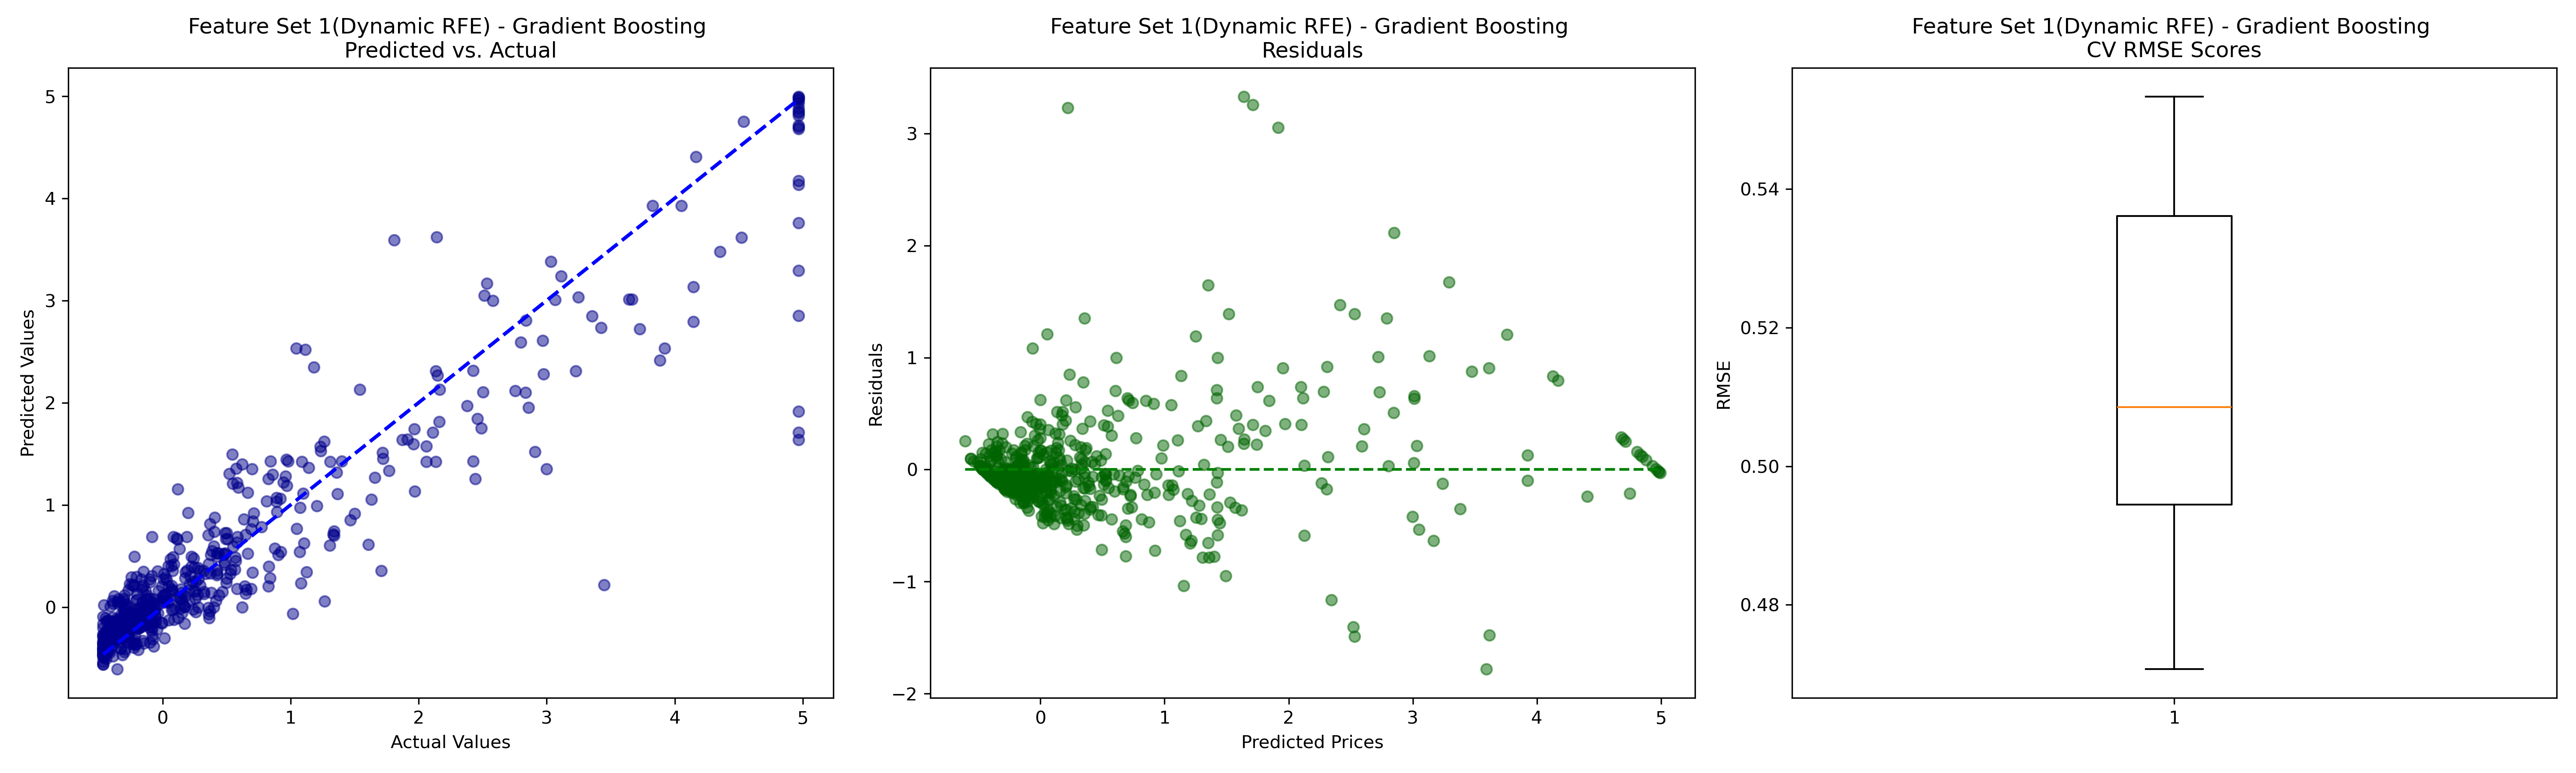 Feature Set 1(Dynamic RFE) - Gradient Boosting
Predicted vs. Actual
5
4
3
2
1
0
Predicted Values
0 1 2 3 4 5
Actual Values
Feature Set 1(Dynamic RFE) - Gradient Boosting
Residuals
3
2
1
0
−1
−2
Residuals
0 1 2 3 4 5
Predicted Prices
Feature Set 1(Dynamic RFE) - Gradient Boosting
CV RMSE Scores
0.54
0.52
0.50
0.48
RMSE
1